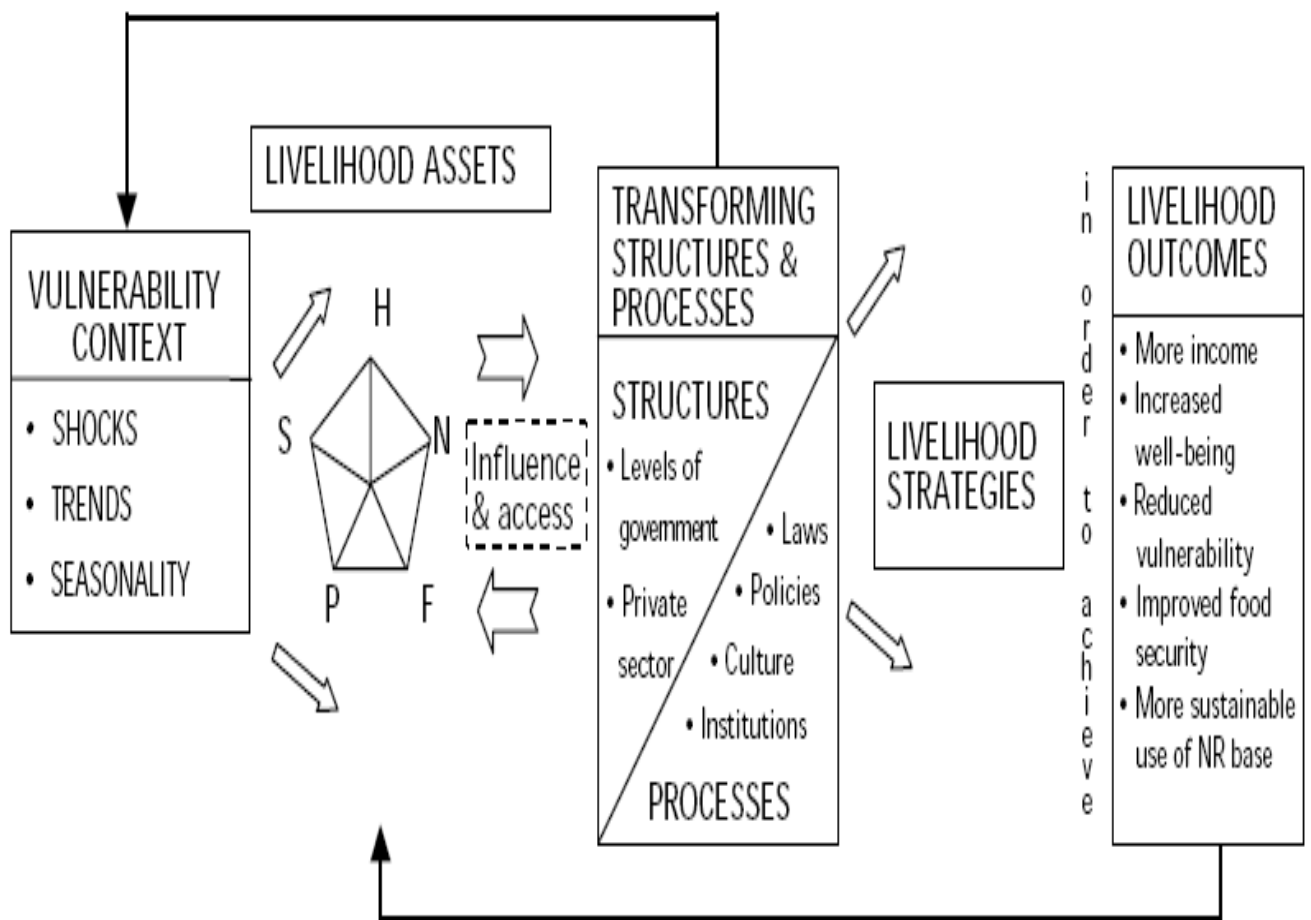 LIVELIHOOD ASSETS
VULNERABILITY
CONTEXT
• SHOCKS
• TRENDS
• SEASONALITY
H
S
N
P
F
Influence
& access
TRANSFORMING
STRUCTURES &
PROCESSES
STRUCTURES
• Levels of
government
• Private
sector
• Laws
• Policies
• Culture
• Institutions
PROCESSES
LIVELIHOOD
STRATEGIES
in order to achieve
LIVELIHOOD
OUTCOMES
• More income
• Increased
well-being
• Reduced
vulnerability
• Improved food
security
• More sustainable
use of NR base